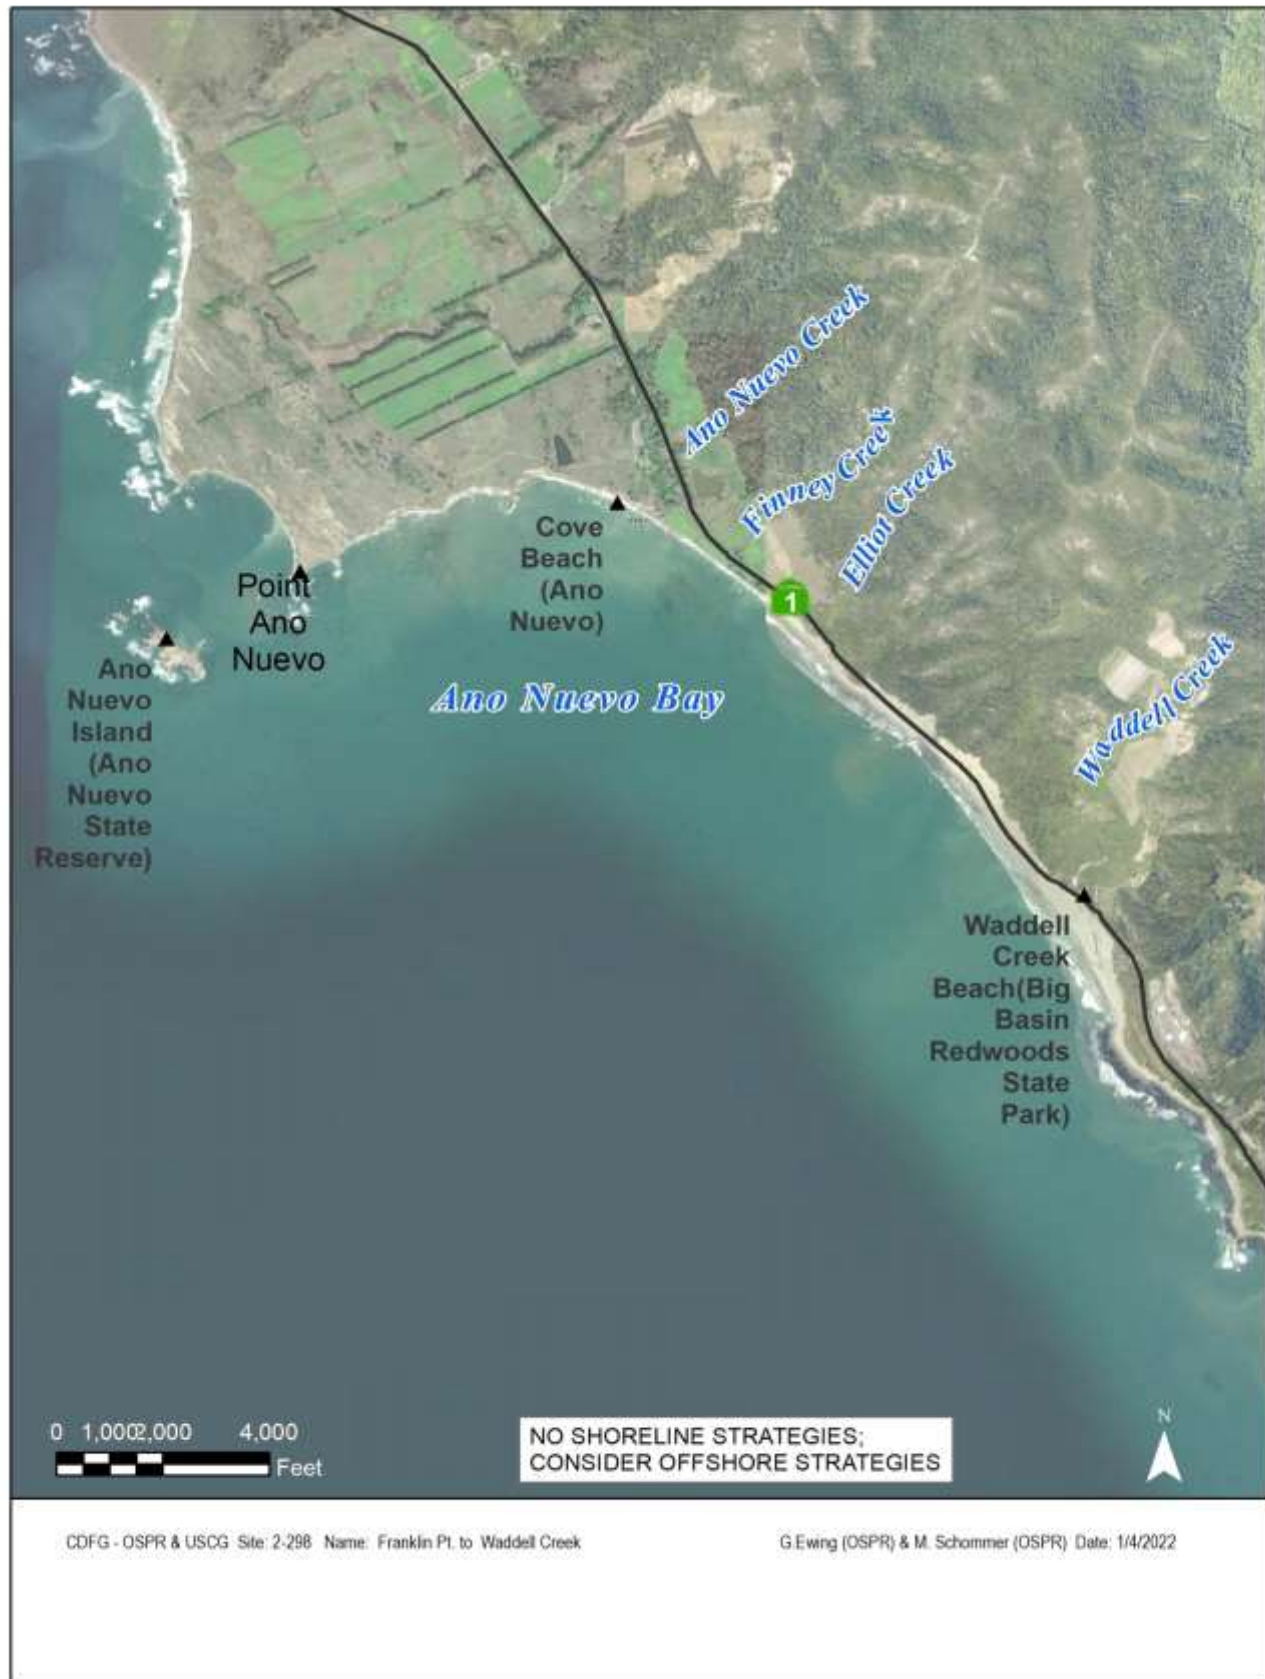 Ano Nuevo Creek
Finney Creek
Elliot Creek
Cove
Beach
(Ano
Nuevo)
1
Point
Ano
Nuevo
Ano
Nuevo
Island
(Ano
Nuevo
State
Reserve)
Ano Nuevo Bay
Waddell Creek
Waddell
Creek
Beach(Big
Basin
Redwoods
State
Park)
0 1,000 2,000 4,000
Feet
NO SHORELINE STRATEGIES;
CONSIDER OFFSHORE STRATEGIES
N
CDFG - OSPR & USCG Site: 2-298 Name: Franklin Pt. to Waddell Creek
G.Ewing (OSPR) & M. Schommer (OSPR) Date: 1/4/2022